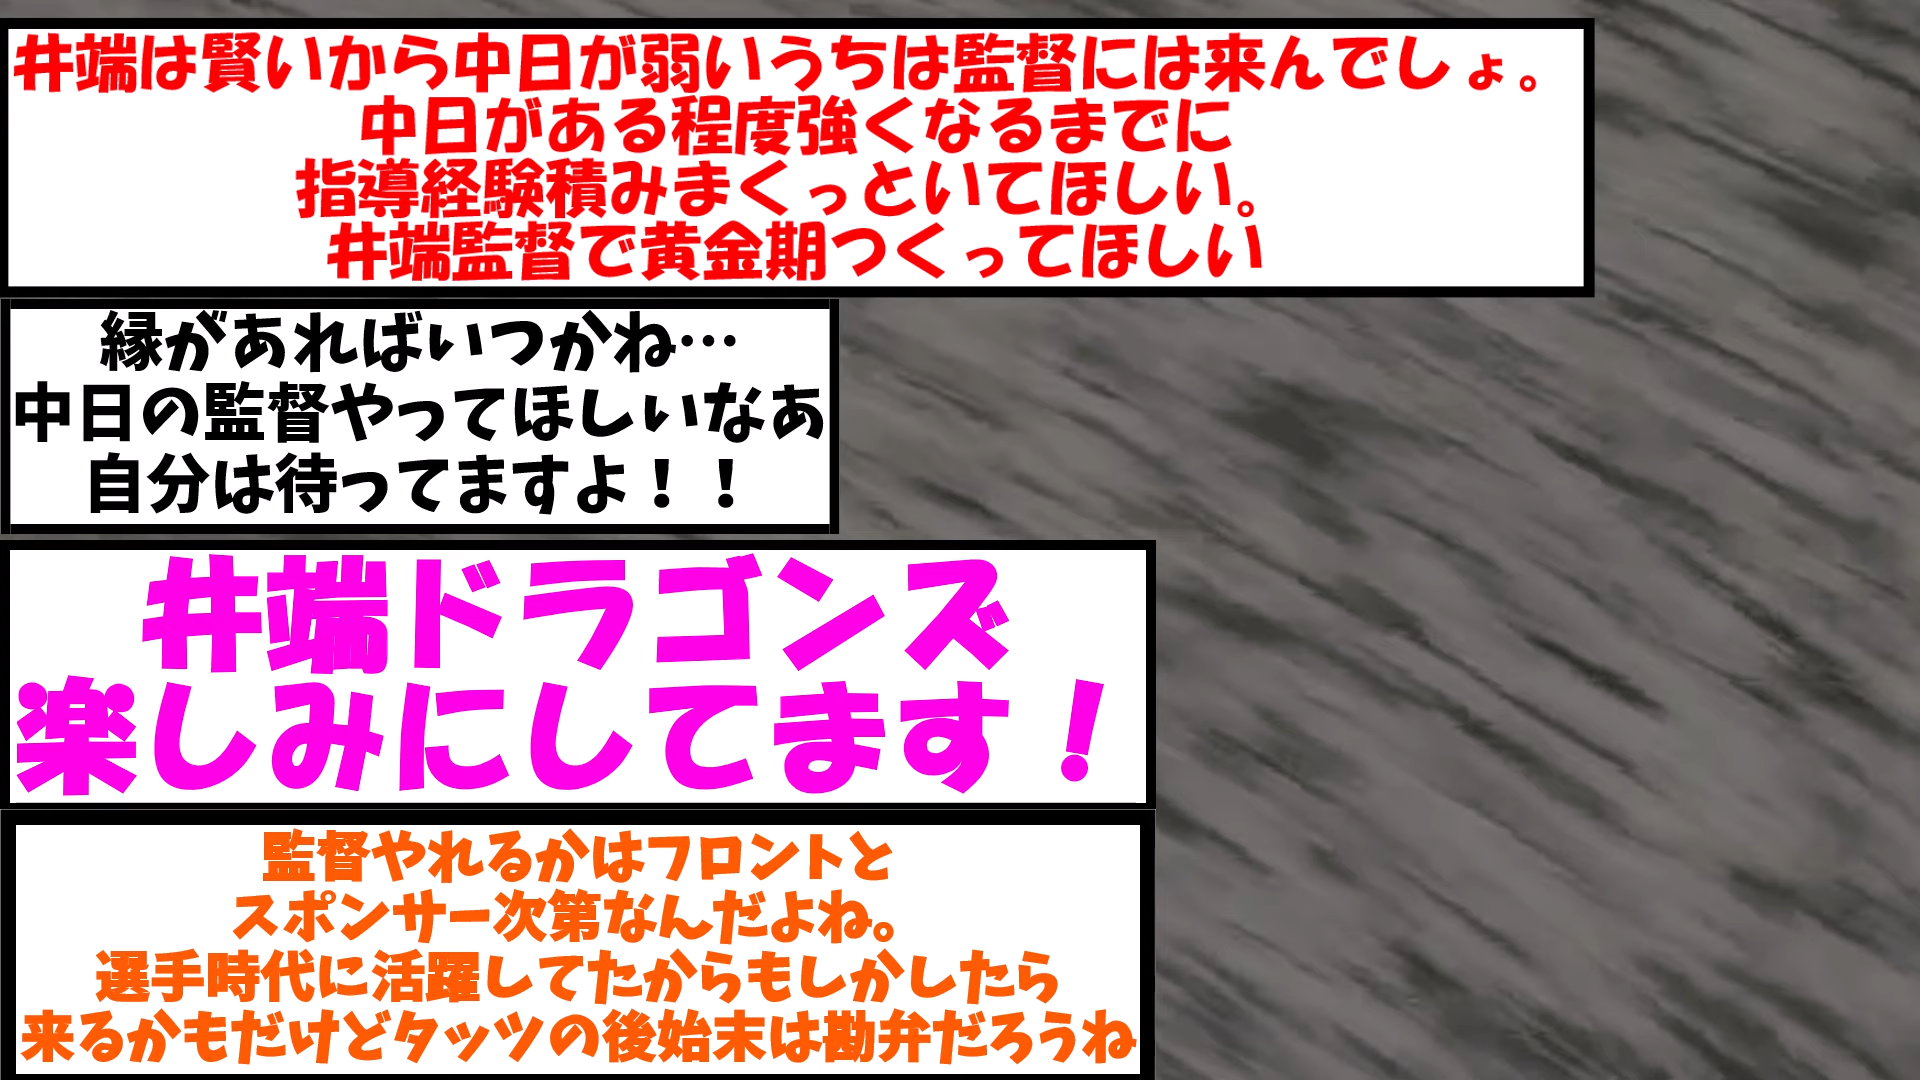 井端は賢いから中日が弱いうちは監督には来んでしょ。
中日がある程度強くなるまでに
指導経験積みまくっといてほしい。
井端監督で黄金期つくってほしい
縁があればいつかね…
中日の監督やってほしいなあ
自分は待ってますよ！！
井端ドラゴンズ
楽しみにしてます！
監督やれるかはフロントと
スポンサー次第なんだよね。
選手時代に活躍してたからもしかしたら
来るかもだけどタッツの後始末は勘弁だろうね